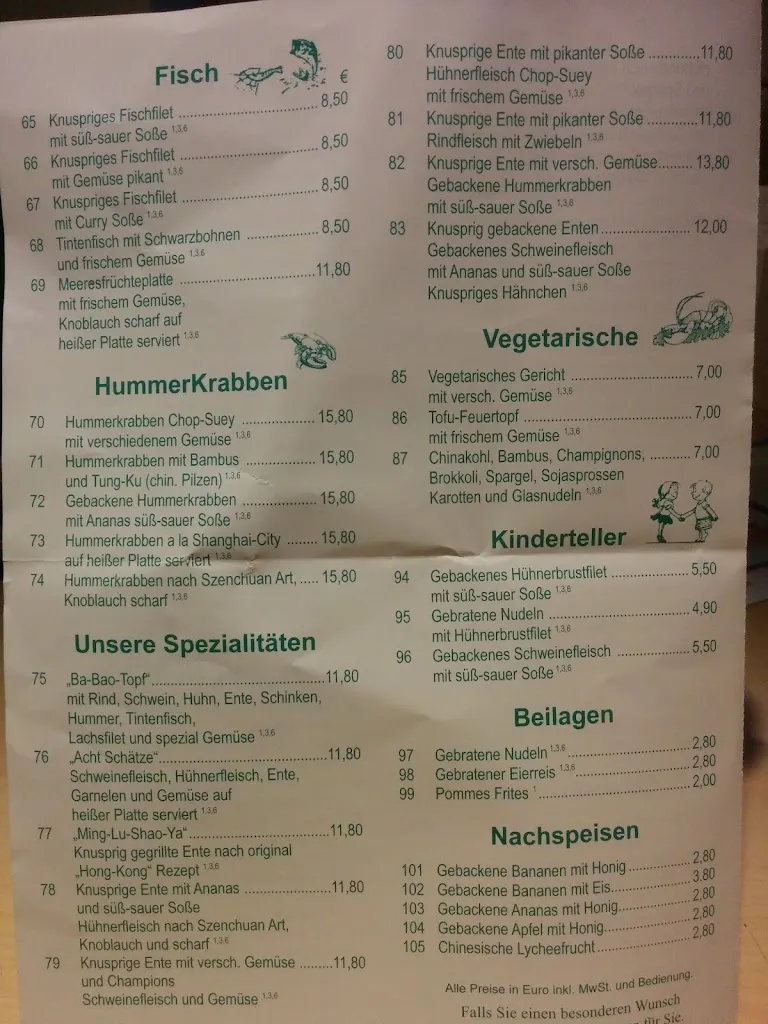 Fisch
€
65 Knuspriges Fischfilet ........ 8,50
mit süß-sauer Soße 1,3,6
66 Knuspriges Fischfilet ........ 8,50
mit Gemüse pikant 1,3,6
67 Knuspriges Fischfilet ........ 8,50
mit Curry Soße 1,3,6
68 Tintenfisch mit Schwarzbohnen ........ 8,50
und frischem Gemüse 1,3,6
69 Meeresfrüchteplatte ........ 11,80
mit frischem Gemüse,
Knoblauch scharf auf
heißer Platte serviert 1,3,6
HummerKrabben
70 Hummerkrabben Chop-Suey ........ 15,80
mit verschiedenem Gemüse 1,3,6
71 Hummerkrabben mit Bambus ........ 15,80
und Tung-Ku (chin. Pilzen) 1,3,6
72 Gebackene Hummerkrabben ........ 15,80
mit Ananas süß-sauer Soße 1,3,6
73 Hummerkrabben a la Shanghai-City ........ 15,80
auf heißer Platte serviert 1,3,6
74 Hummerkrabben nach Szenchuan Art, ..... 15,80
Knoblauch scharf 1,3,6
Unsere Spezialitäten
75 „Ba-Bao-Topf"........ 11,80
mit Rind, Schwein, Huhn, Ente, Schinken,
Hummer, Tintenfisch,
Lachsfilet und spezial Gemüse 1,3,6
76 „Acht Schätze"........ 11,80
Schweinefleisch, Hühnerfleisch, Ente,
Garnelen und Gemüse auf
heißer Platte serviert 1,3,6
77 „Ming-Lu-Shao-Ya"........ 11,80
Knusprig gegrillte Ente nach original
„Hong-Kong" Rezept 1,3,6
78 Knusprige Ente mit Ananas ........ 11,80
und süß-sauer Soße
Hühnerfleisch nach Szenchuan Art,
Knoblauch und scharf 1,3,6
79 Knusprige Ente mit versch. Gemüse ......... 11,80
und Champions
Schweinefleisch und Gemüse 1,3,6
80 Knusprige Ente mit pikanter Soße ........ 11,80
Hühnerfleisch Chop-Suey
mit frischem Gemüse 1,3,6
81 Knusprige Ente mit pikanter Soße ........ 11,80
Rindfleisch mit Zwiebeln 1,3,6
82 Knusprige Ente mit versch. Gemüse........ 13,80
Gebackene Hummerkrabben
mit süß-sauer Soße 1,3,6
83 Knusprig gebackene Enten ........ 12,00
Gebackenes Schweinefleisch
mit Ananas und süß-sauer Soße
Knuspriges Hähnchen 1,3,6
Vegetarische
85 Vegetarisches Gericht ........ 7,00
mit versch. Gemüse 1,3,6
86 Tofu-Feuertopf ........ 7,00
mit frischem Gemüse 1,3,6
87 Chinakohl, Bambus, Champignons, ........ 7,00
Brokkoli, Spargel, Sojasprossen
Karotten und Glasnudeln 1,3,6
Kinderteller
94 Gebackenes Hühnerbrustfilet ........ 5,50
mit süß-sauer Soße 1,3,6
95 Gebratene Nudeln ........ 4,90
mit Hühnerbrustfilet 1,3,6
96 Gebackenes Schweinefleisch ........ 5,50
mit süß-sauer Soße 1,3,6
Beilagen
97 Gebratene Nudeln 1,3,6 ........ 2,80
98 Gebratener Eierreis 1,3,6 ........ 2,80
99 Pommes Frites 1 ........ 2,00
Nachspeisen
101 Gebackene Bananen mit Honig ........ 2,80
102 Gebackene Bananen mit Eis........ 3.80
103 Gebackene Ananas mit Honig........ 2,80
104 Gebackene Apfel mit Honig........ 2,80
105 Chinesische Lycheefrucht........ 2,80
Alle Preise in Euro inkl. MwSt. und Bedienung.
Falls Sie einen besonderen Wunsch
für Sie.